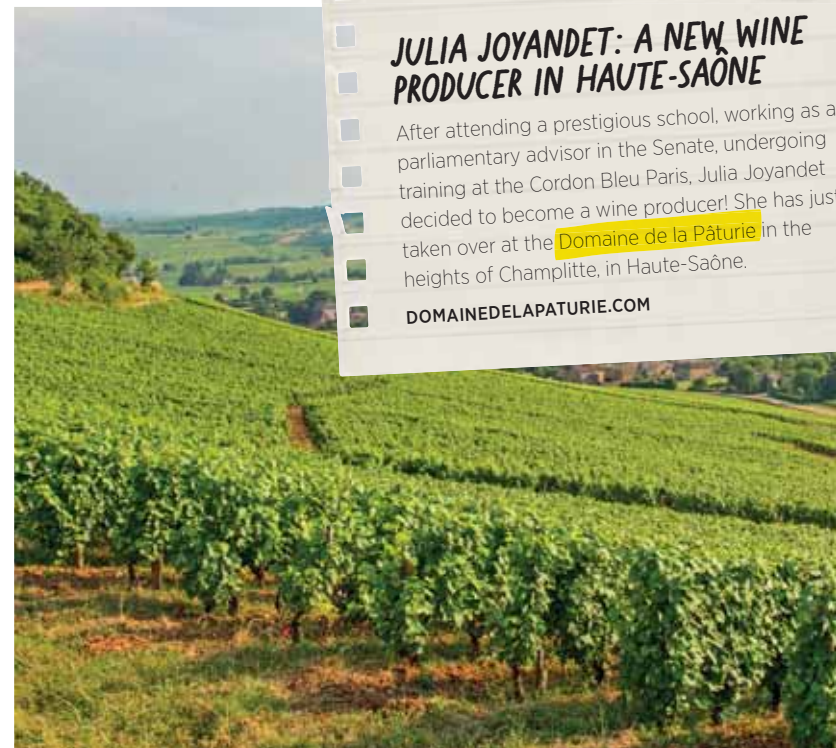 JULIA JOYANDET: A NEW WINE
PRODUCER IN HAUTE-SAÔNE
After attending a prestigious school, working as a
parliamentary advisor in the Senate, undergoing
training at the Cordon Bleu Paris, Julia Joyandet
decided to become a wine producer! She has just
taken over at the Domaine de la Pâturie in the
heights of Champlitte, in Haute-Saône.
DOMAINEDELAPATURIE.COM